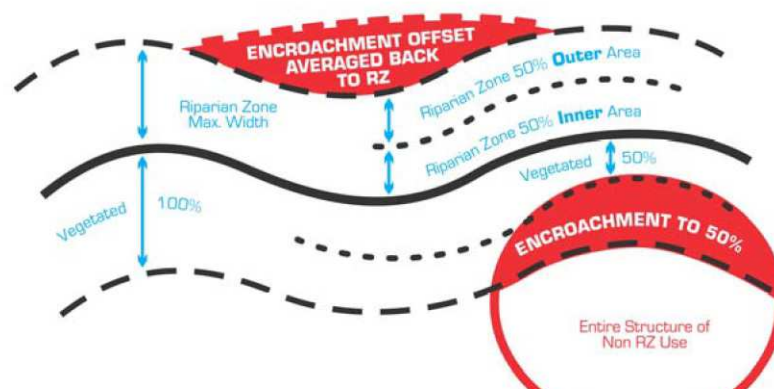 ENCROACHMENT OFFSET
AVERAGED BACK
TO RZ
Riparian Zone 50% Outer Area
Riparian Zone
Max. Width
Riparian Zone 50% Inner Area
Vegetated 50%
Vegetated 100%
ENCROACHMENT TO 50%
Entire Structure of
Non RZ Use